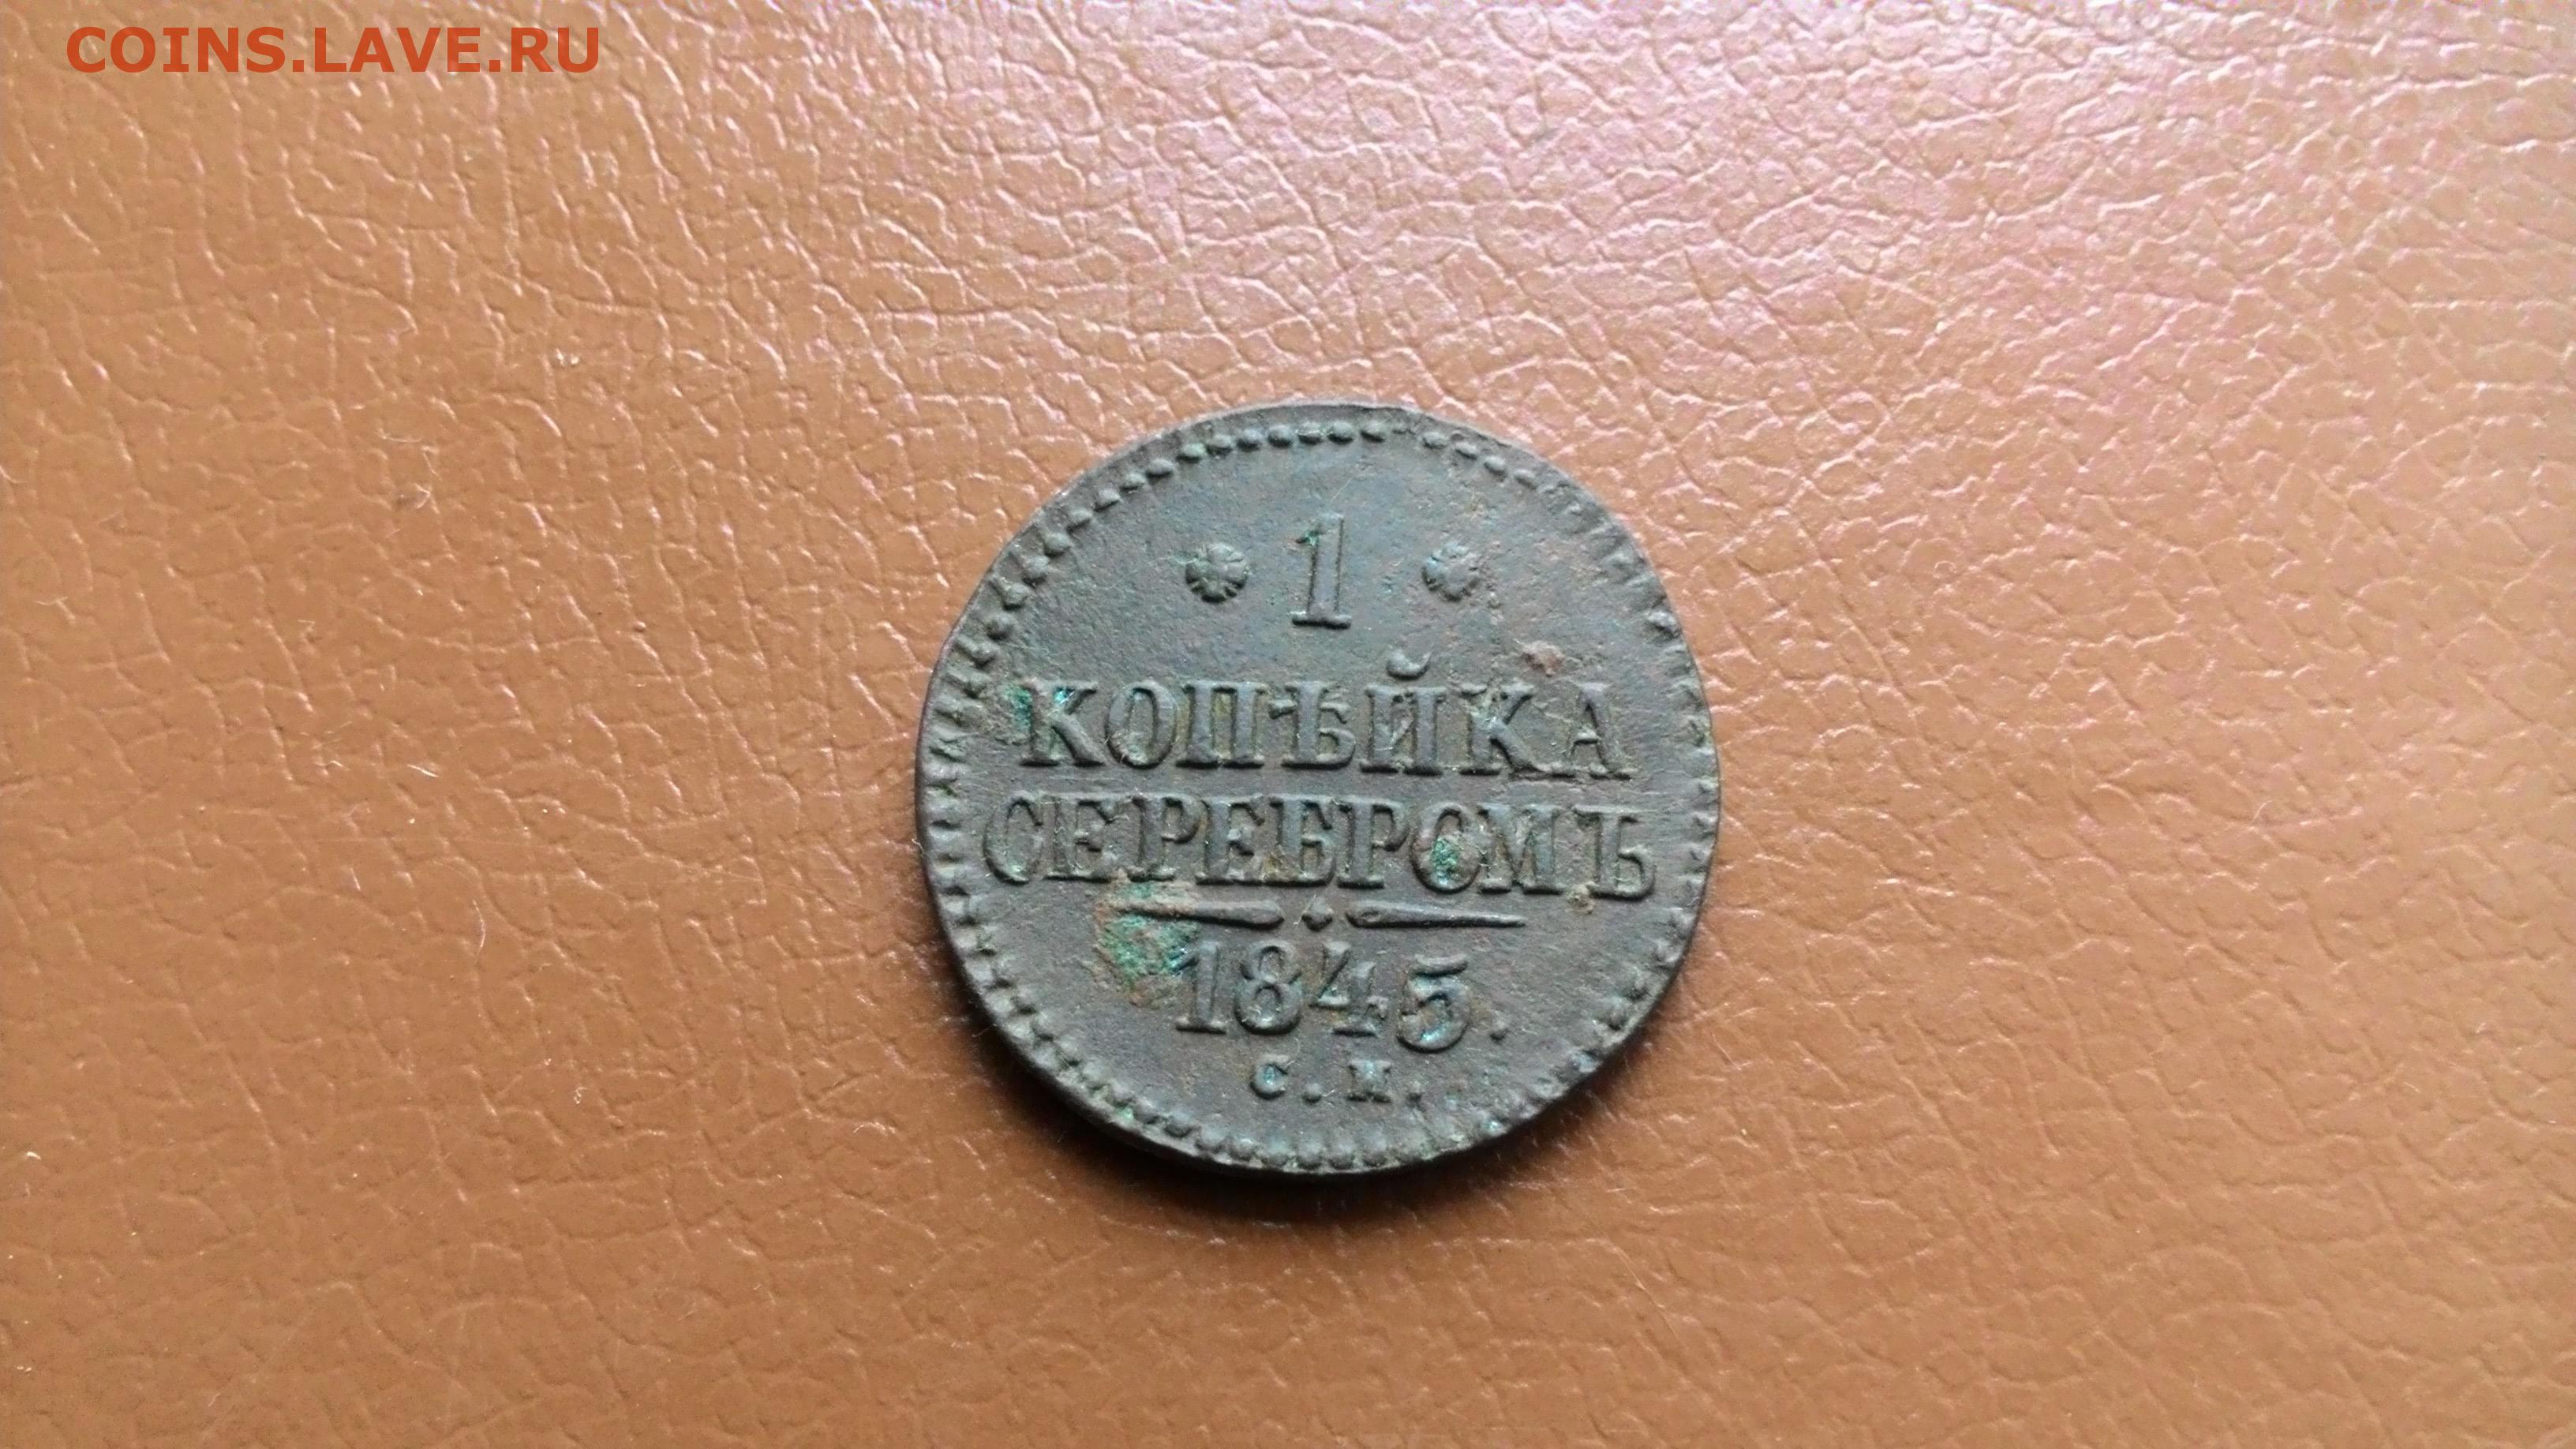 COINS.LAVE.RU
1
КОПѢЙКА
СЕРЕБРОМЪ
1845.
С. М.